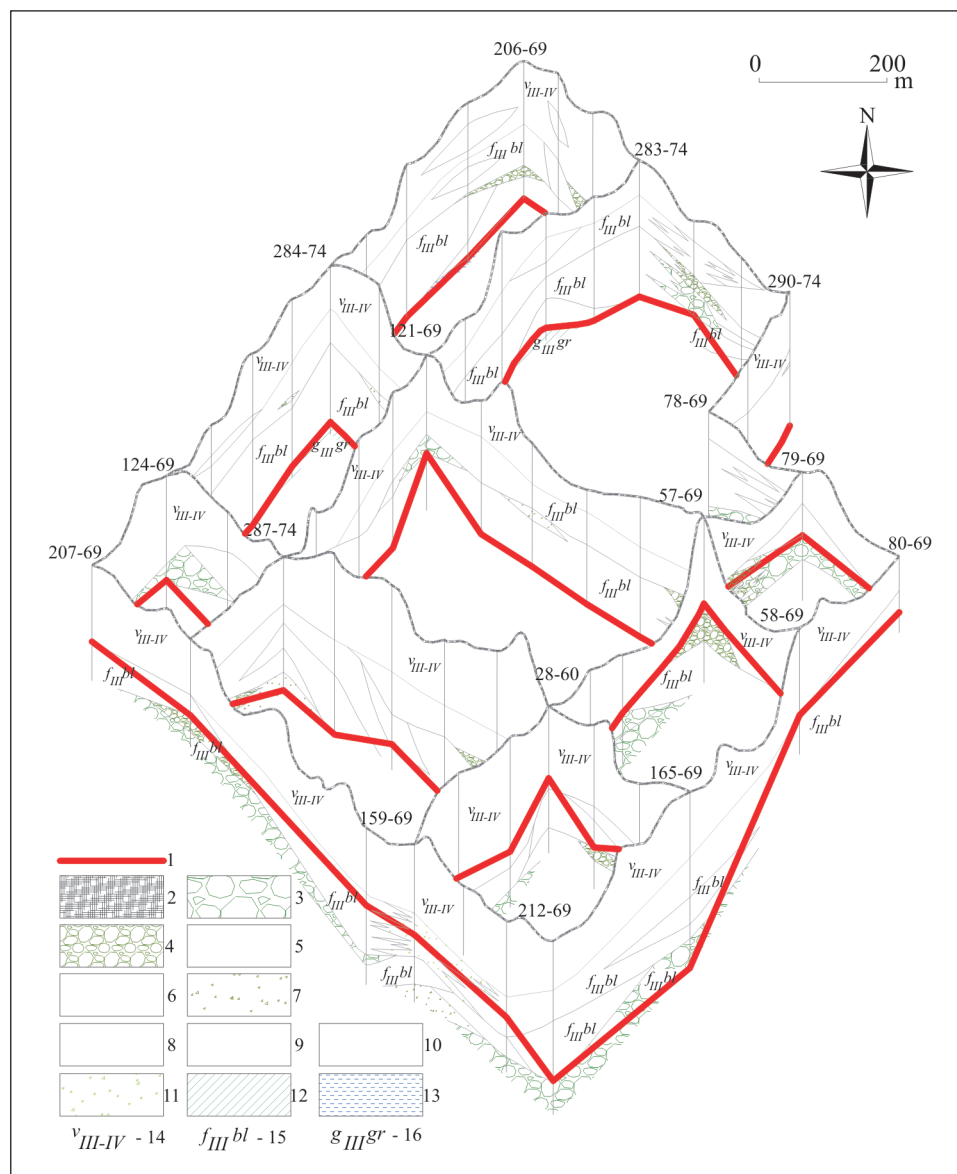 206-69
0 200
m
v III-IV
N
f III bl
283-74
f III bl
f III bl
284-74
f III bl
v III-IV
290-74
121-69
g III gr
f III bl
v III-IV
v III-IV
f III bl
78-69
f III bl
f III bl
g III gr
79-69
124-69
v III-IV
v III-IV
57-69
v III-IV
287-74
f III bl
v III-IV
207-69
80-69
f III bl
58-69
v III-IV
v III-IV
v III-IV
v III-IV
28-60
f III bl
f III bl
f III bl
f III bl
v III-IV
165-69
v III-IV
v III-IV
159-69
v III-IV
v III-IV
1
f III bl
f III bl
2 3
v III-IV
212-69
4 5
f III bl
f III bl
f III bl
6 7
f III bl
8 9 10
11 12 13
v III-IV - 14 f III bl - 15 g III gr - 16